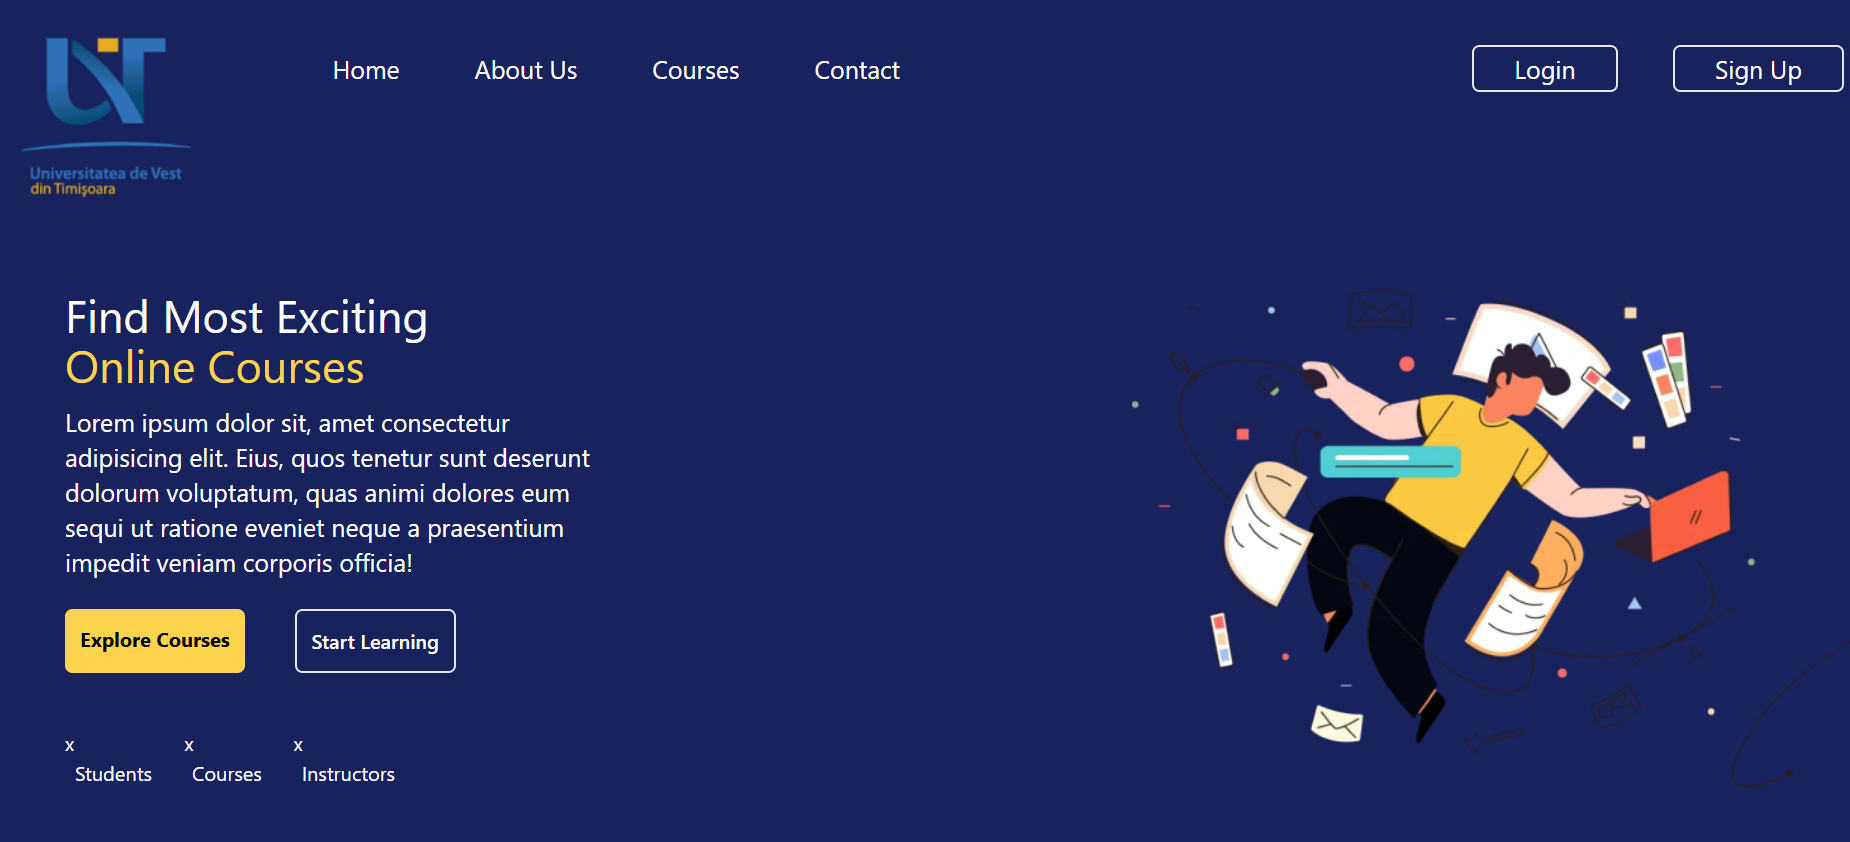 UVT
Universitatea de Vest
din Timișoara
Home
About Us
Courses
Contact
Login
Sign Up
Find Most Exciting
Online Courses
Lorem ipsum dolor sit, amet consectetur
adipisicing elit. Eius, quos tenetur sunt deserunt
dolorum voluptatum, quas animi dolores eum
sequi ut ratione eveniet neque a praesentium
impedit veniam corporis officia!
Explore Courses
Start Learning
x
Students
x
Courses
x
Instructors